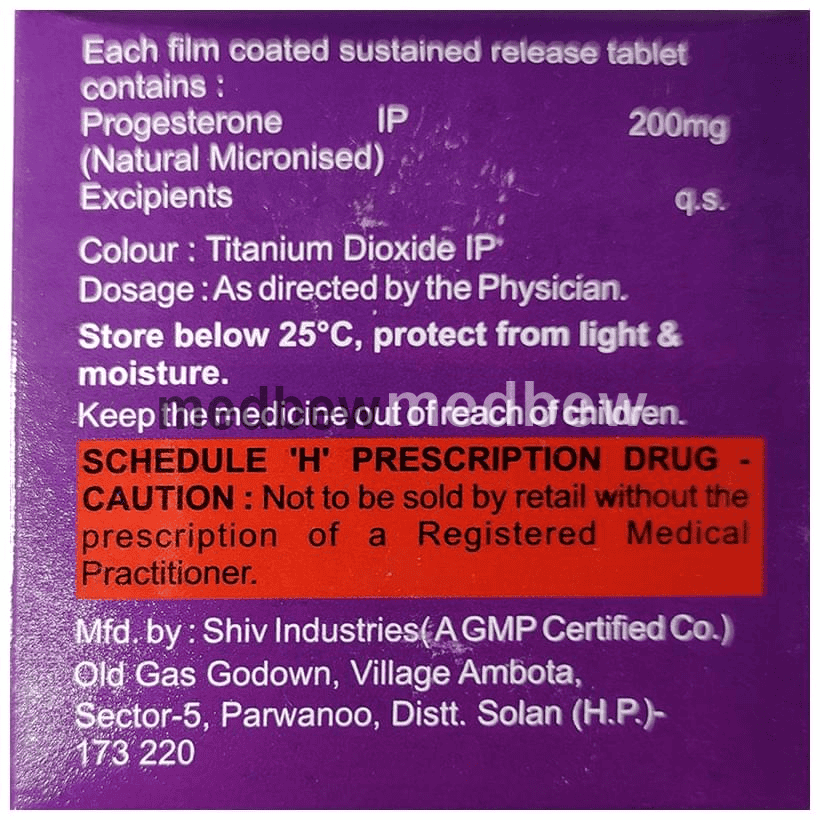 Each film coated sustained release tablet
contains :
Progesterone IP 200mg
(Natural Micronised)
Excipients q.s.
Colour : Titanium Dioxide IP
Dosage : As directed by the Physician.
Store below 25°C, protect from light &
moisture.
medbew medbew
Keep the medicine out of reach of children.
SCHEDULE 'H' PRESCRIPTION DRUG -
CAUTION : Not to be sold by retail without the
prescription of a Registered Medical
Practitioner.
Mfd. by : Shiv Industries( A GMP Certified Co.)
Old Gas Godown, Village Ambota,
Sector-5, Parwanoo, Distt. Solan (H.P.)-
173 220